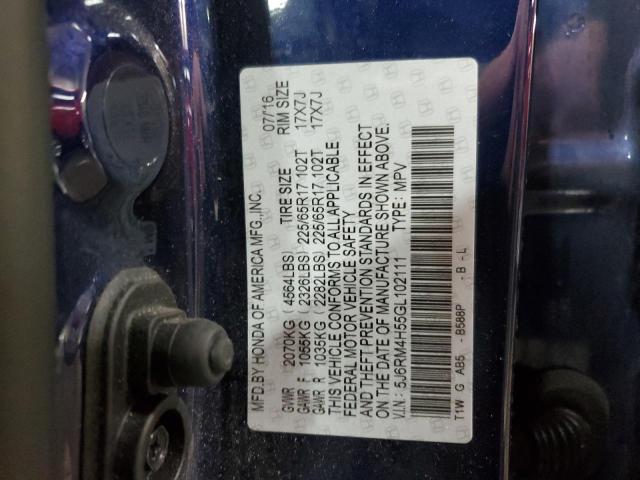 MFD.BY HONDA OF AMERICA MFG.,INC. 07/16
GVWR 2070KG (4564LBS) TIRE SIZE RIM SIZE
GAWR F 1055KG (2326LBS) 225/65R17 102T 17X7J
GAWR R 1035KG (2282LBS) 225/65R17 102T 17X7J
THIS VEHICLE CONFORMS TO ALL APPLICABLE
FEDERAL MOTOR VEHICLE SAFETY
AND THEFT PREVENTION STANDARDS IN EFFECT
ON THE DATE OF MANUFACTURE SHOWN ABOVE.
V.I.N.: 5J6RM4H55GL102111 TYPE: MPV
T1W G A85 -B588P -B -L